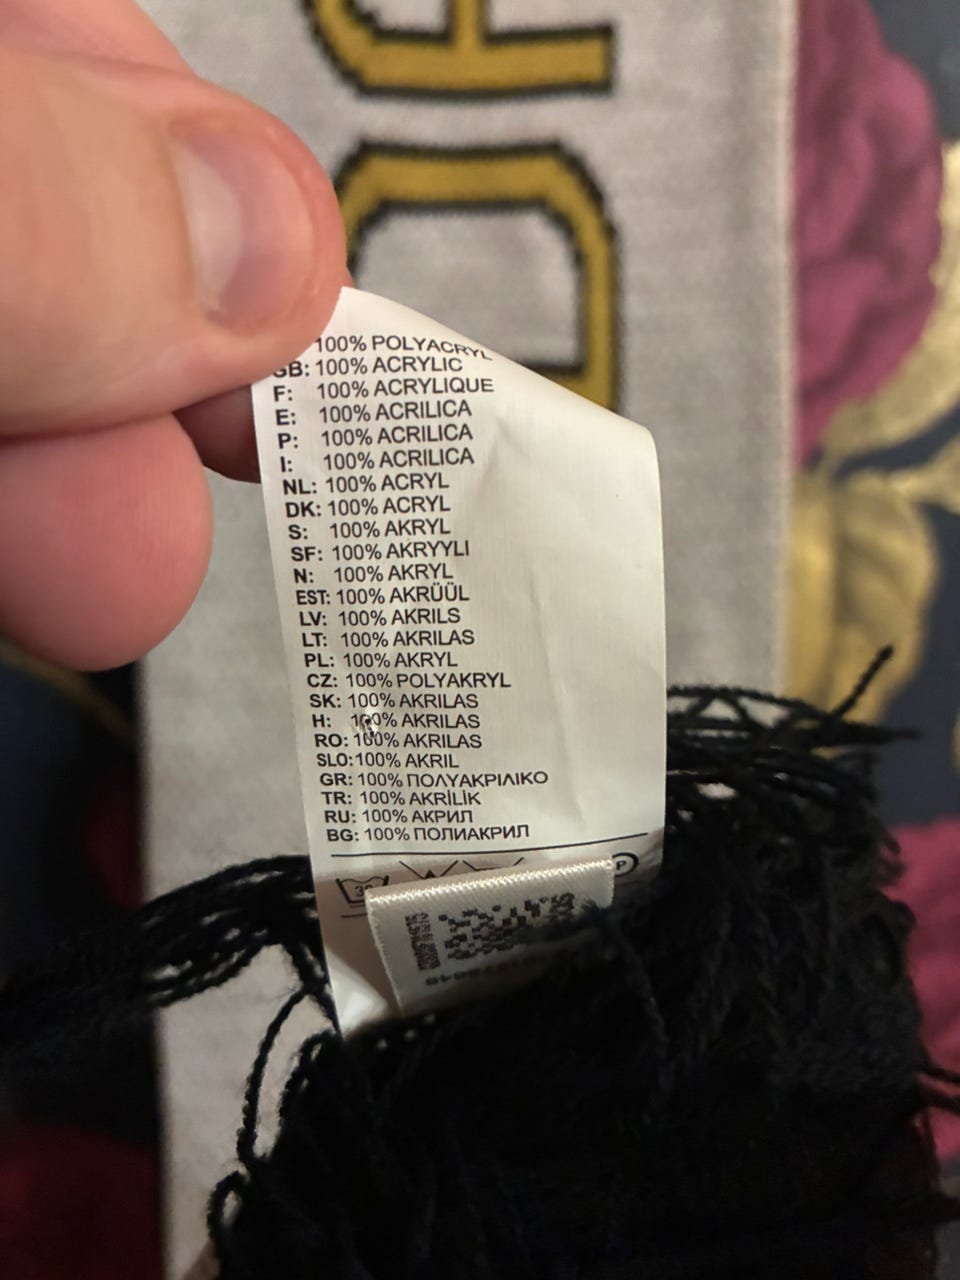 100% POLYACRYL
GB: 100% ACRYLIC
F: 100% ACRYLIQUE
E: 100% ACRILICA
P: 100% ACRILICA
I: 100% ACRILICA
NL: 100% ACRYL
DK: 100% ACRYL
S: 100% AKRYL
SF: 100% AKRYYLI
N: 100% AKRYL
EST: 100% AKRÜÜL
LV: 100% AKRILS
LT: 100% AKRILAS
PL: 100% AKRYL
CZ: 100% POLYAKRYL
SK: 100% AKRILAS
H: 100% AKRILAS
RO: 100% AKRILAS
SLO: 100% AKRIL
GR: 100% ΠΟΛΥΑΚΡΙΛΙΚΟ
TR: 100% AKRİLİK
RU: 100% АКРИЛ
BG: 100% ПОЛИАКРИЛ
30
P